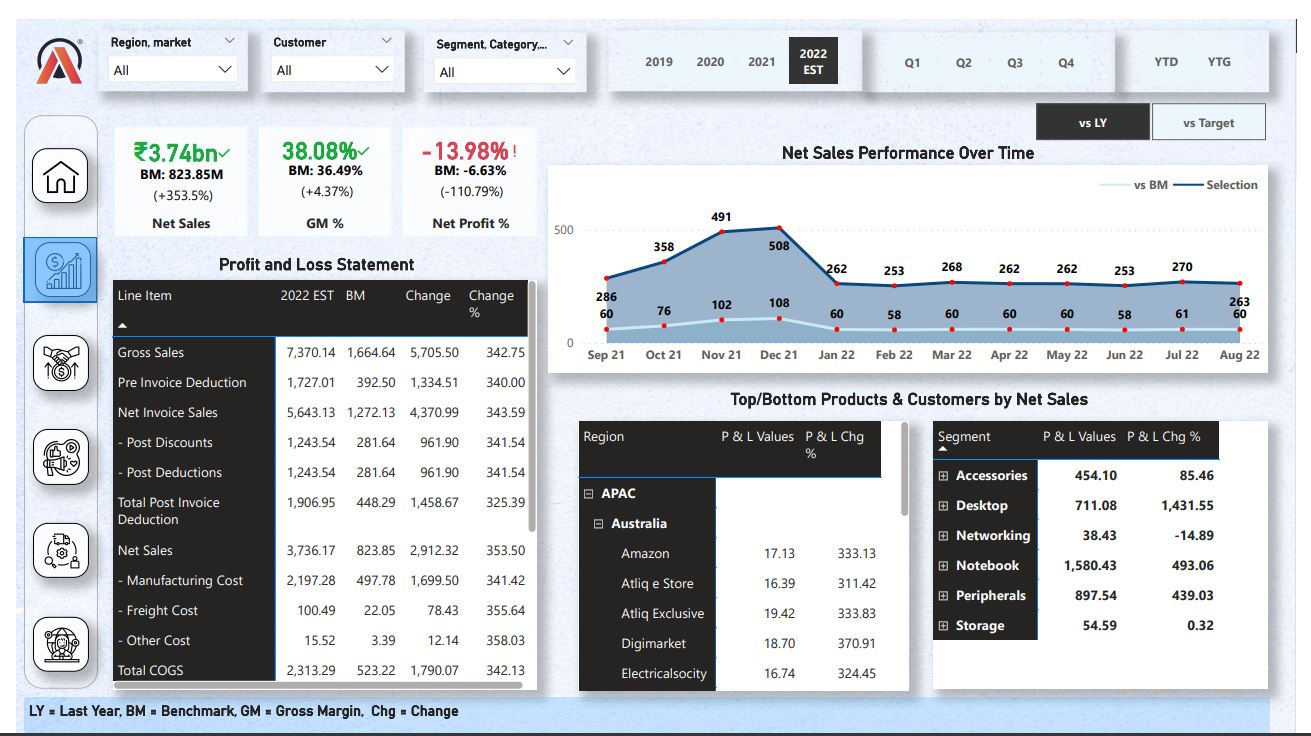 Region, market
All
Customer
All
Segment, Category,...
All
2019 2020 2021 2022 EST
Q1 Q2 Q3 Q4
YTD YTG
vs LY vs Target
₹3.74bn
BM: 823.85M
(+353.5%)
Net Sales
38.08%
BM: 36.49%
(+4.37%)
GM %
-13.98%!
BM: -6.63%
(-110.79%)
Net Profit %
Net Sales Performance Over Time
vs BM Selection
500
0
286 358 491 508 262 253 268 262 262 253 270 263
60 76 102 108 60 58 60 60 60 58 61 60
Sep 21 Oct 21 Nov 21 Dec 21 Jan 22 Feb 22 Mar 22 Apr 22 May 22 Jun 22 Jul 22 Aug 22
Profit and Loss Statement
Line Item 2022 EST BM Change Change %
Gross Sales 7,370.14 1,664.64 5,705.50 342.75
Pre Invoice Deduction 1,727.01 392.50 1,334.51 340.00
Net Invoice Sales 5,643.13 1,272.13 4,370.99 343.59
- Post Discounts 1,243.54 281.64 961.90 341.54
- Post Deductions 1,243.54 281.64 961.90 341.54
Total Post Invoice Deduction 1,906.95 448.29 1,458.67 325.39
Net Sales 3,736.17 823.85 2,912.32 353.50
- Manufacturing Cost 2,197.28 497.78 1,699.50 341.42
- Freight Cost 100.49 22.05 78.43 355.64
- Other Cost 15.52 3.39 12.14 358.03
Total COGS 2,313.29 523.22 1,790.07 342.13
Top/Bottom Products & Customers by Net Sales
Region P & L Values P & L Chg %
APAC
Australia
Amazon 17.13 333.13
Atliq e Store 16.39 311.42
Atliq Exclusive 19.42 333.83
Digimarket 18.70 370.91
Electricalsocity 16.74 324.45
Segment P & L Values P & L Chg %
Accessories 454.10 85.46
Desktop 711.08 1,431.55
Networking 38.43 -14.89
Notebook 1,580.43 493.06
Peripherals 897.54 439.03
Storage 54.59 0.32
LY = Last Year, BM = Benchmark, GM = Gross Margin, Chg = Change